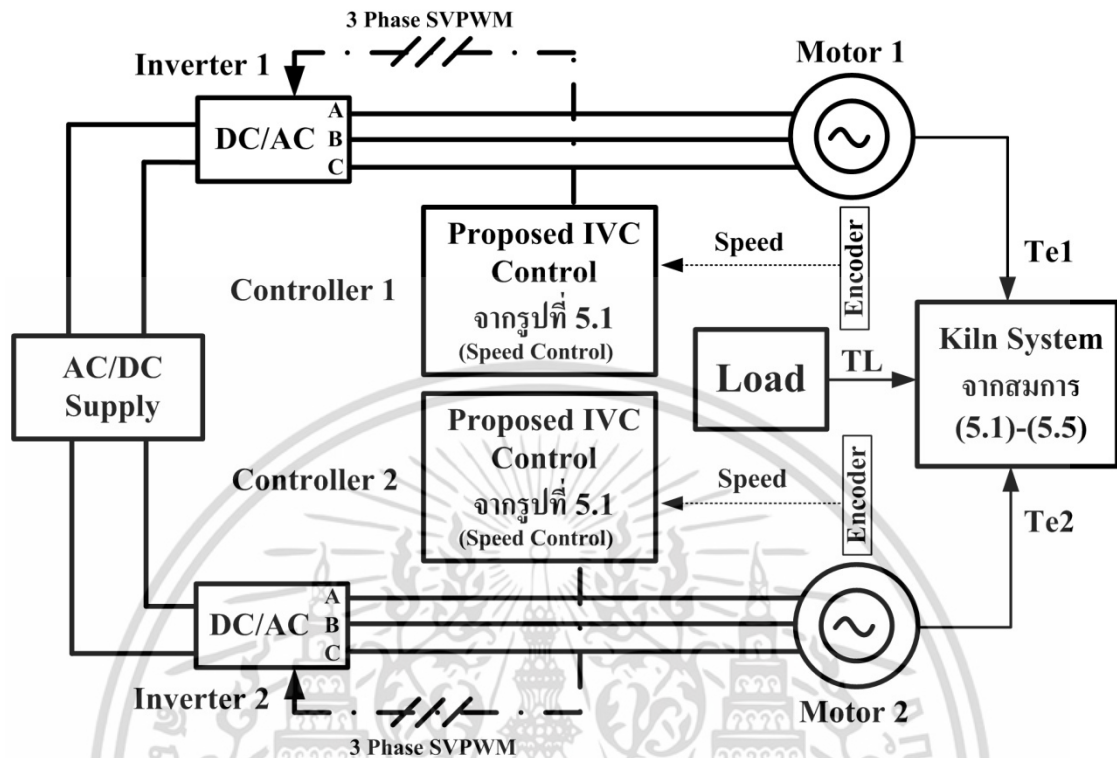 3 Phase SVPWM
Inverter 1
Motor 1
DC/AC
A
B
C
Proposed IVC
Control
จากรูปที่ 5.1
(Speed Control)
Controller 1
Speed
Encoder
Te1
AC/DC
Supply
Load
TL
Kiln System
จากสมการ
(5.1)-(5.5)
Proposed IVC
Control
จากรูปที่ 5.1
(Speed Control)
Controller 2
Speed
Encoder
Te2
DC/AC
A
B
C
Inverter 2
Motor 2
3 Phase SVPWM